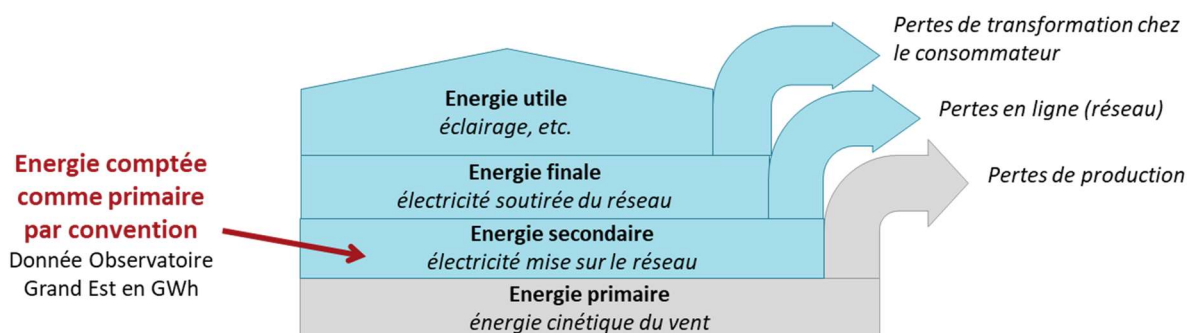 Pertes de transformation chez
le consommateur
Energie utile
éclairage, etc.
Pertes en ligne (réseau)
Energie comptée
comme primaire
par convention
Donnée Observatoire
Grand Est en GWh
Energie finale
électricité soutirée du réseau
Pertes de production
Energie secondaire
électricité mise sur le réseau
Energie primaire
énergie cinétique du vent